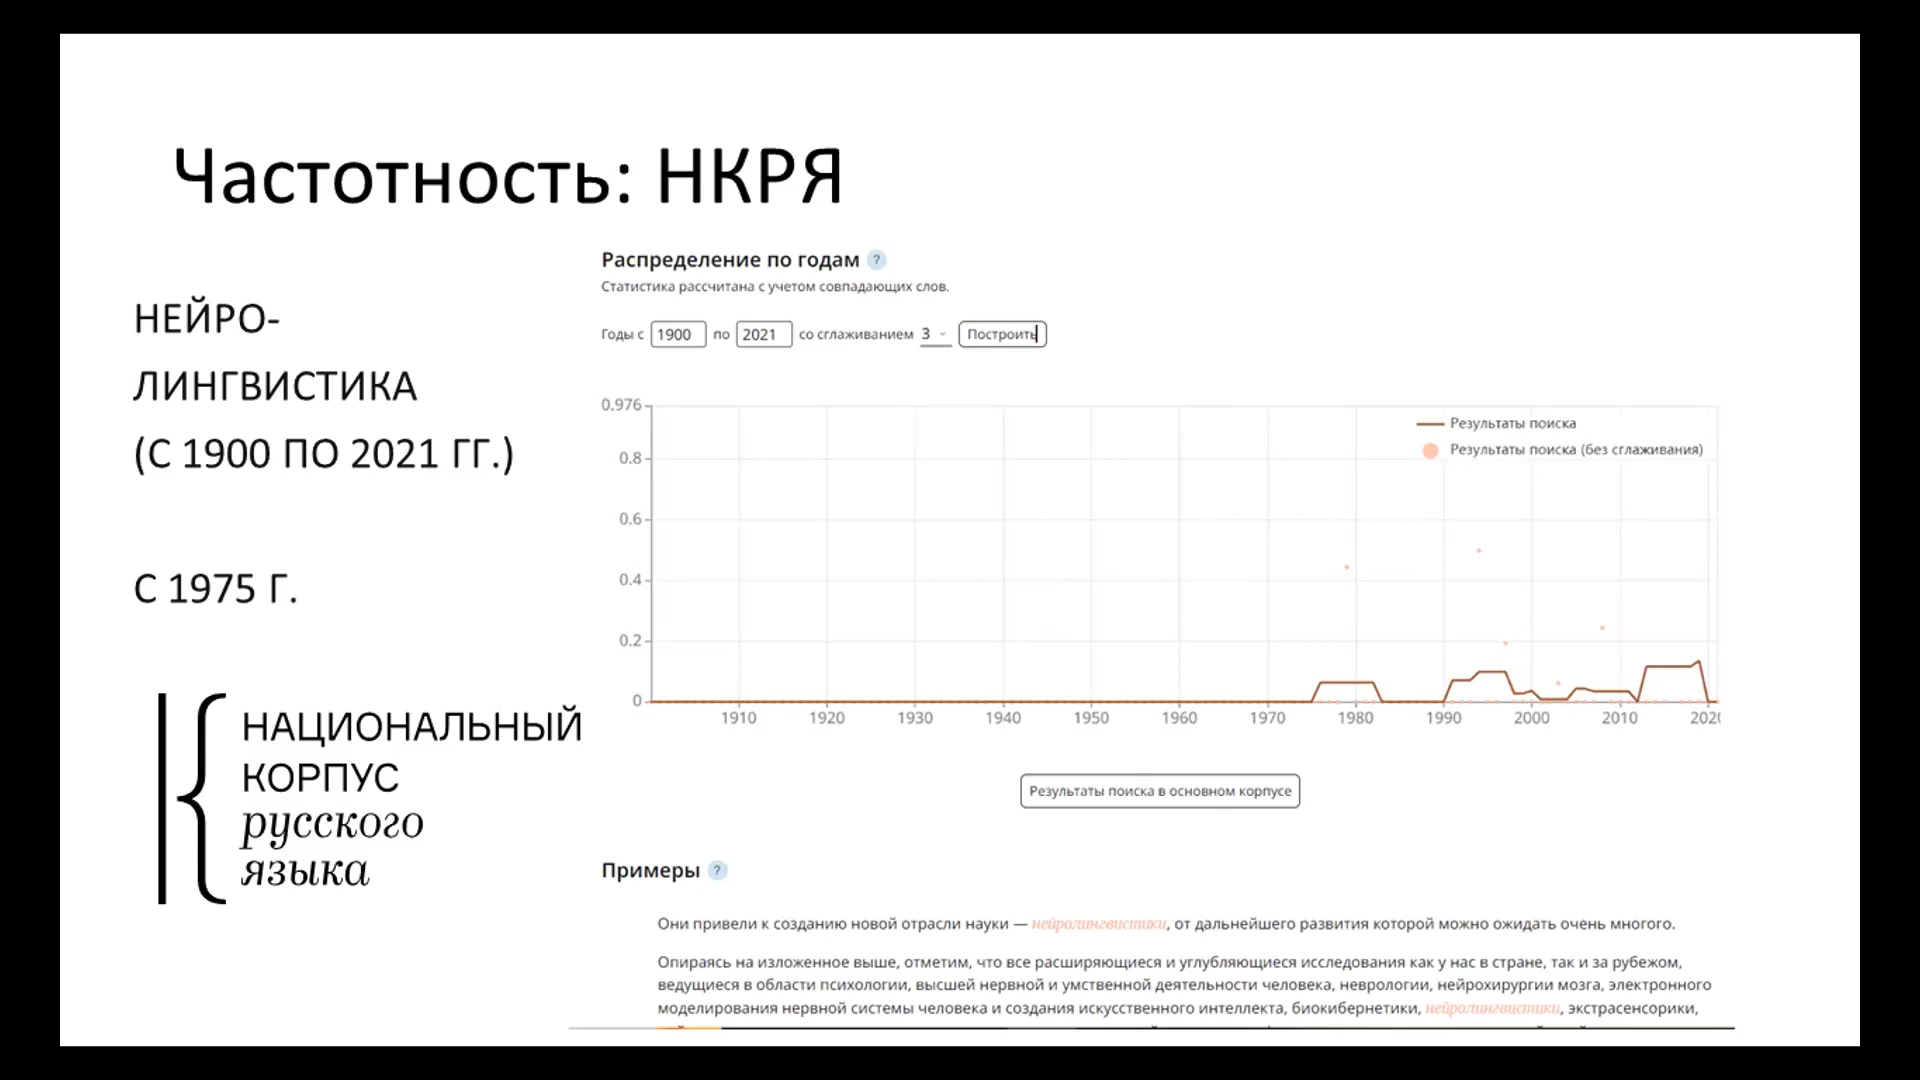 Частотность: НКРЯ
НЕЙРО-
ЛИНГВИСТИКА
(С 1900 ПО 2021 ГГ.)
С 1975 Г.
НАЦИОНАЛЬНЫЙ
КОРПУС
русского
языка
Распределение по годам ?
Статистика рассчитана с учетом совпадающих слов.
Годы с 1900 по 2021 со сглаживанием 3 Построить
0.976
0.8
0.6
0.4
0.2
0
Результаты поиска
Результаты поиска (без сглаживания)
1910 1920 1930 1940 1950 1960 1970 1980 1990 2000 2010 2020
Результаты поиска в основном корпусе
Примеры ?
Они привели к созданию новой отрасли науки — нейролингвистики, от дальнейшего развития которой можно ожидать очень многого.
Опираясь на изложенное выше, отметим, что все расширяющиеся и углубляющиеся исследования как у нас в стране, так и за рубежом,
ведущиеся в области психологии, высшей нервной и умственной деятельности человека, неврологии, нейрохирургии мозга, электронного
моделирования нервной системы человека и создания искусственного интеллекта, биокибернетики, нейролингвистики, экстрасенсорики,